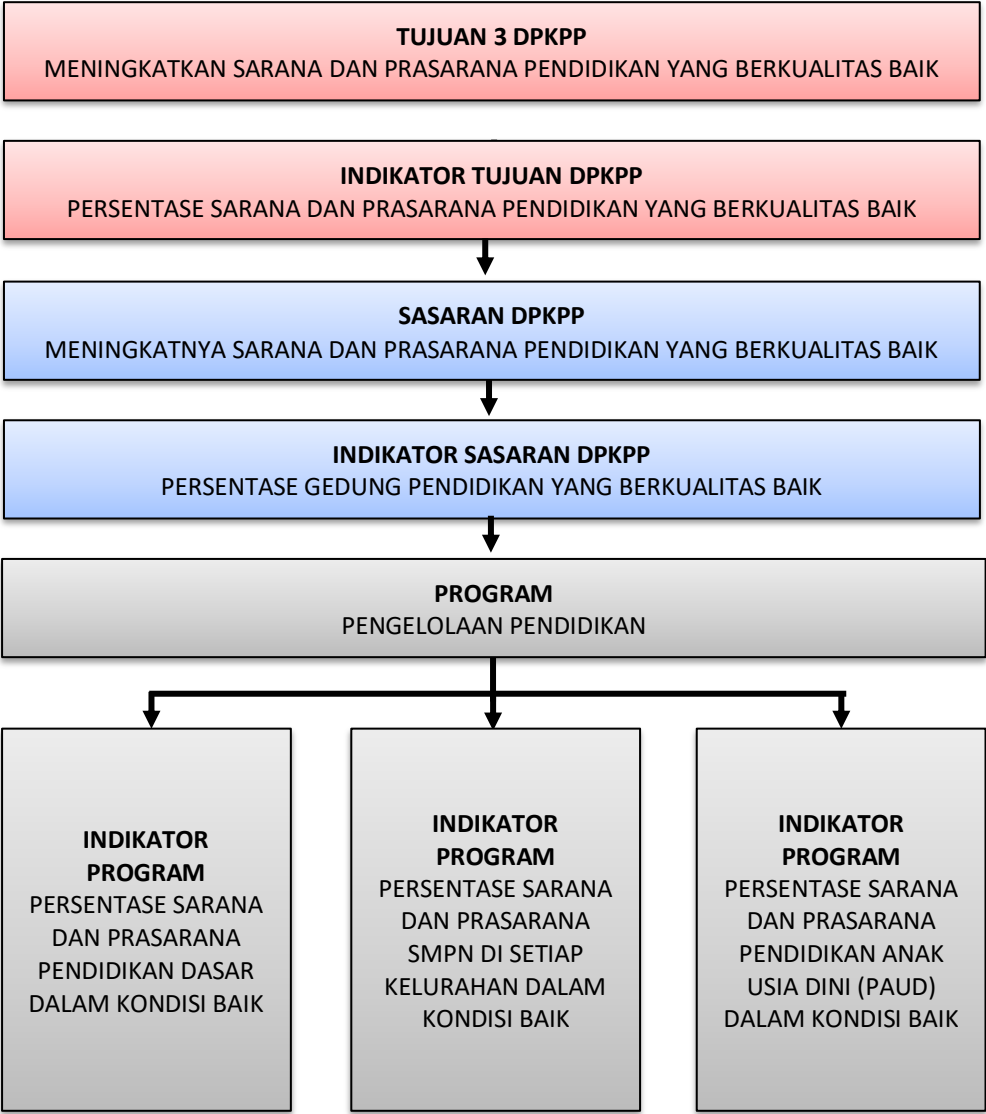 TUJUAN 3 DPKPP
MENINGKATKAN SARANA DAN PRASARANA PENDIDIKAN YANG BERKUALITAS BAIK
INDIKATOR TUJUAN DPKPP
PERSENTASE SARANA DAN PRASARANA PENDIDIKAN YANG BERKUALITAS BAIK
SASARAN DPKPP
MENINGKATNYA SARANA DAN PRASARANA PENDIDIKAN YANG BERKUALITAS BAIK
INDIKATOR SASARAN DPKPP
PERSENTASE GEDUNG PENDIDIKAN YANG BERKUALITAS BAIK
PROGRAM
PENGELOLAAN PENDIDIKAN
INDIKATOR
PROGRAM
PERSENTASE SARANA
DAN PRASARANA
PENDIDIKAN DASAR
DALAM KONDISI BAIK
INDIKATOR
PROGRAM
PERSENTASE SARANA
DAN PRASARANA
SMPN DI SETIAP
KELURAHAN DALAM
KONDISI BAIK
INDIKATOR
PROGRAM
PERSENTASE SARANA
DAN PRASARANA
PENDIDIKAN ANAK
USIA DINI (PAUD)
DALAM KONDISI BAIK